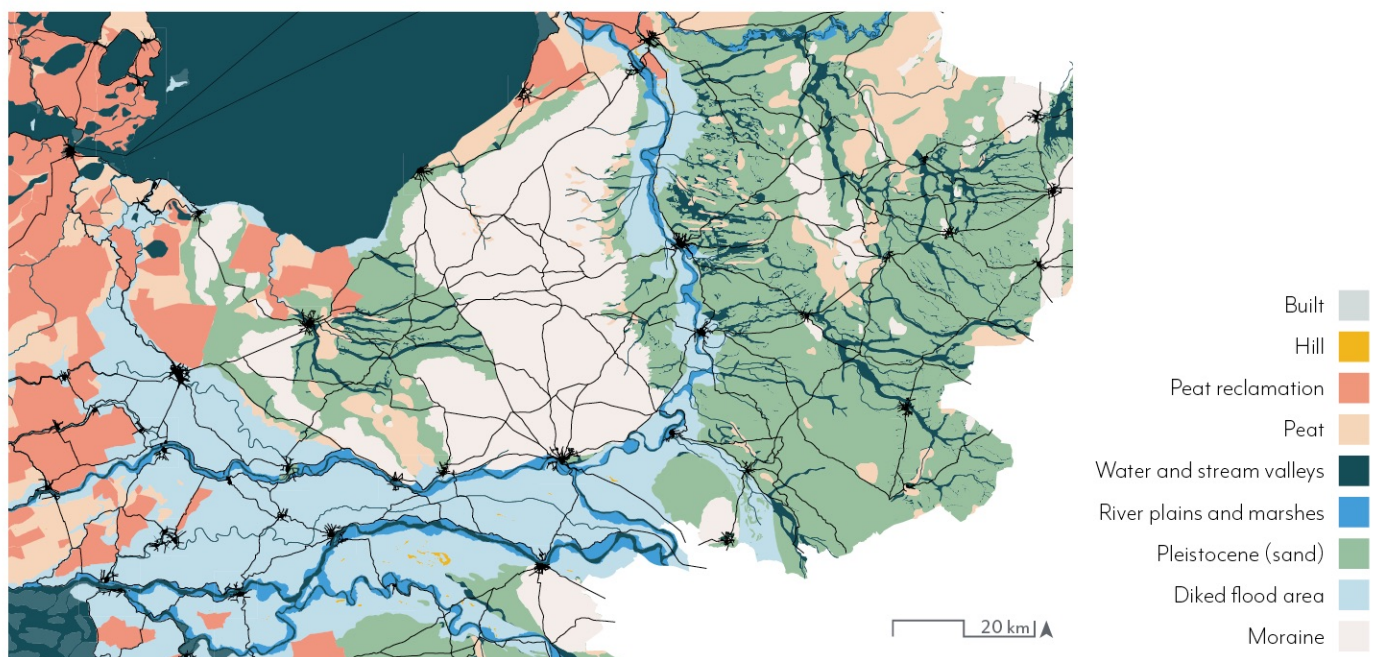 Built
Hill
Peat reclamation
Peat
Water and stream valleys
River plains and marshes
Pleistocene (sand)
Diked flood area
Moraine
20 km